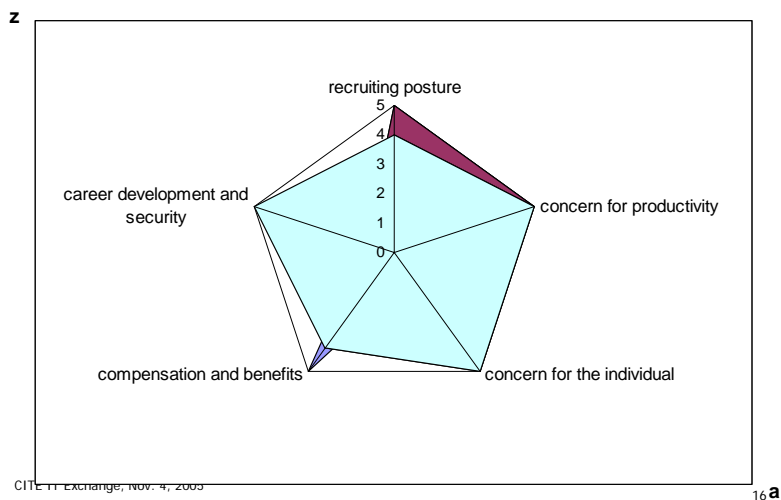 z
recruiting posture
5
4
3
2
1
0
career development and
security
concern for productivity
compensation and benefits
concern for the individual
CITE IT Exchange, Nov. 4, 2005
16
a